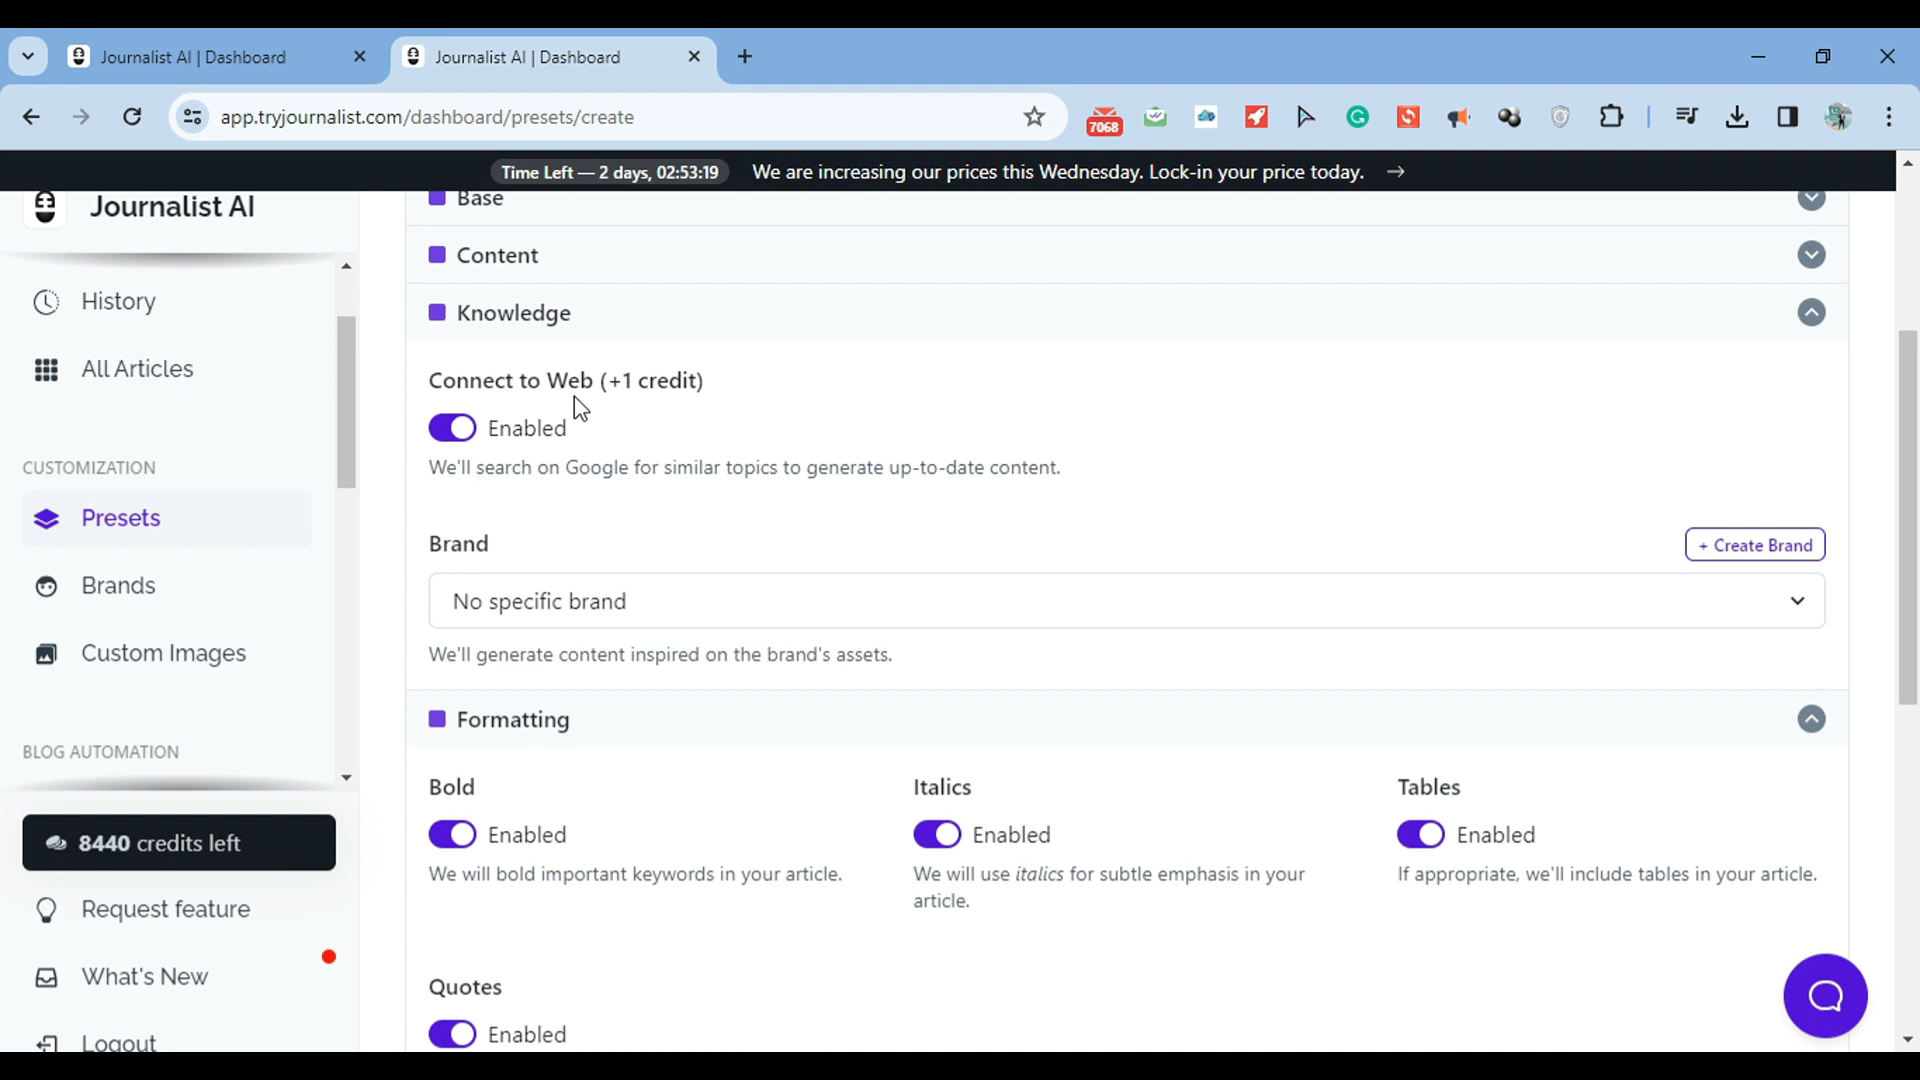 Journalist AI | Dashboard
Journalist AI | Dashboard
app.tryjournalist.com/dashboard/presets/create
7068
Time Left — 2 days, 02:53:19 We are increasing our prices this Wednesday. Lock-in your price today. →
Journalist AI
History
All Articles
CUSTOMIZATION
Presets
Brands
Custom Images
BLOG AUTOMATION
8440 credits left
Request feature
What's New
Logout
Base
Content
Knowledge
Connect to Web (+1 credit)
Enabled
We'll search on Google for similar topics to generate up-to-date content.
Brand
+ Create Brand
No specific brand
We'll generate content inspired on the brand's assets.
Formatting
Bold
Enabled
We will bold important keywords in your article.
Italics
Enabled
We will use italics for subtle emphasis in your
article.
Tables
Enabled
If appropriate, we'll include tables in your article.
Quotes
Enabled